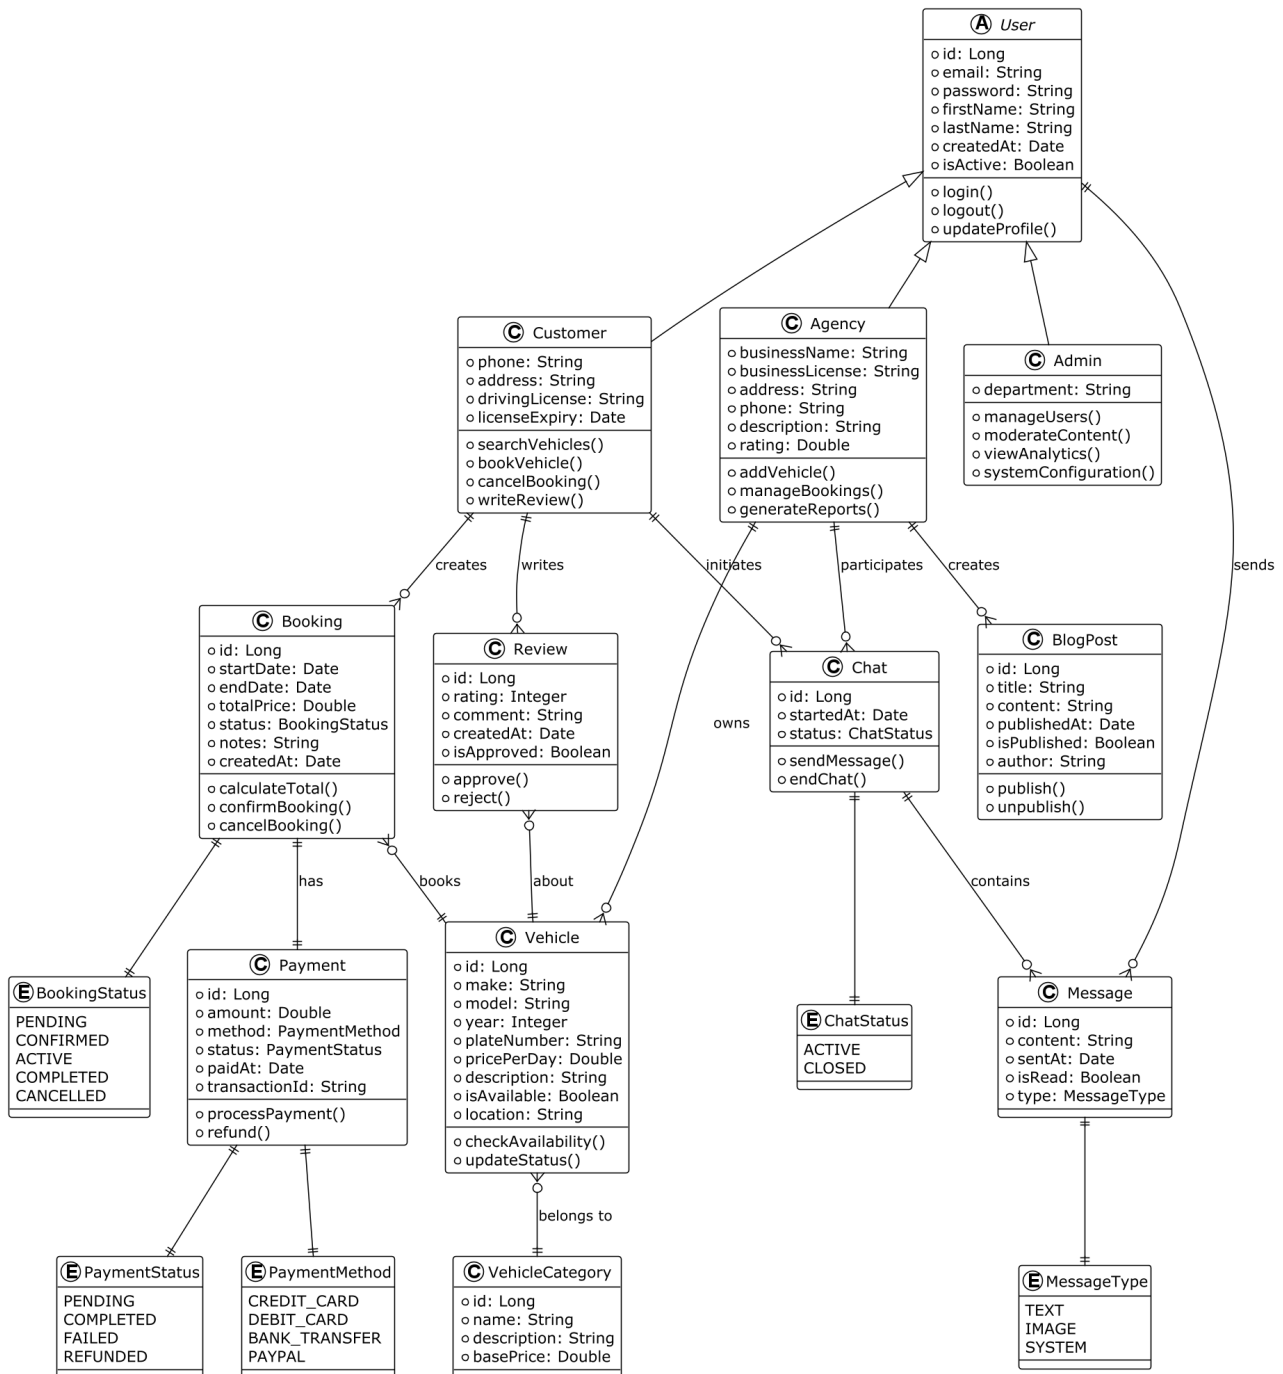 A User
id: Long
email: String
password: String
firstName: String
lastName: String
createdAt: Date
isActive: Boolean
login()
logout()
updateProfile()
C Customer
phone: String
address: String
drivingLicense: String
licenseExpiry: Date
searchVehicles()
bookVehicle()
cancelBooking()
writeReview()
C Agency
businessName: String
businessLicense: String
address: String
phone: String
description: String
rating: Double
addVehicle()
manageBookings()
generateReports()
C Admin
department: String
manageUsers()
moderateContent()
viewAnalytics()
systemConfiguration()
creates
writes
initiates
participates
creates
sends
C Booking
id: Long
startDate: Date
endDate: Date
totalPrice: Double
status: BookingStatus
notes: String
createdAt: Date
calculateTotal()
confirmBooking()
cancelBooking()
C Review
id: Long
rating: Integer
comment: String
createdAt: Date
isApproved: Boolean
approve()
reject()
owns
C Chat
id: Long
startedAt: Date
status: ChatStatus
sendMessage()
endChat()
C BlogPost
id: Long
title: String
content: String
publishedAt: Date
isPublished: Boolean
author: String
publish()
unpublish()
has
books
about
contains
E BookingStatus
PENDING
CONFIRMED
ACTIVE
COMPLETED
CANCELLED
C Payment
id: Long
amount: Double
method: PaymentMethod
status: PaymentStatus
paidAt: Date
transactionId: String
processPayment()
refund()
C Vehicle
id: Long
make: String
model: String
year: Integer
plateNumber: String
pricePerDay: Double
description: String
isAvailable: Boolean
location: String
checkAvailability()
updateStatus()
E ChatStatus
ACTIVE
CLOSED
C Message
id: Long
content: String
sentAt: Date
isRead: Boolean
type: MessageType
belongs to
E PaymentStatus
PENDING
COMPLETED
FAILED
REFUNDED
E PaymentMethod
CREDIT_CARD
DEBIT_CARD
BANK_TRANSFER
PAYPAL
C VehicleCategory
id: Long
name: String
description: String
basePrice: Double
E MessageType
TEXT
IMAGE
SYSTEM